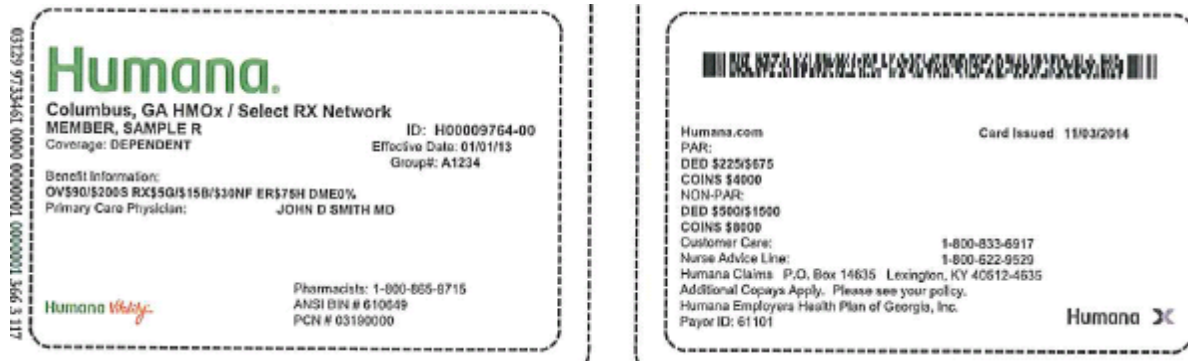 03129 9733461 0000 0000001 0000001 366 3 117
Humana.
Columbus, GA HMOx / Select RX Network
MEMBER, SAMPLE R
ID: H00009764-00
Coverage: DEPENDENT
Effective Date: 01/01/13
Group#: A1234
Benefit Information:
OV$90/$200S RX$5G/$15B/$30NF ER$75H DME0%
Primary Care Physician: JOHN D SMITH MD
Pharmacists: 1-800-865-8715
ANSI BIN # 610649
PCN # 03190000
Humana Vitality
Humana.com
Card Issued 11/03/2014
PAR:
DED $225/$675
COINS $4000
NON-PAR:
DED $500/$1500
COINS $8000
Customer Care: 1-800-833-6917
Nurse Advice Line: 1-800-622-9529
Humana Claims P.O. Box 14635 Lexington, KY 40512-4635
Additional Copays Apply. Please see your policy.
Humana Employers Health Plan of Georgia, Inc.
Payor ID: 61101
Humana